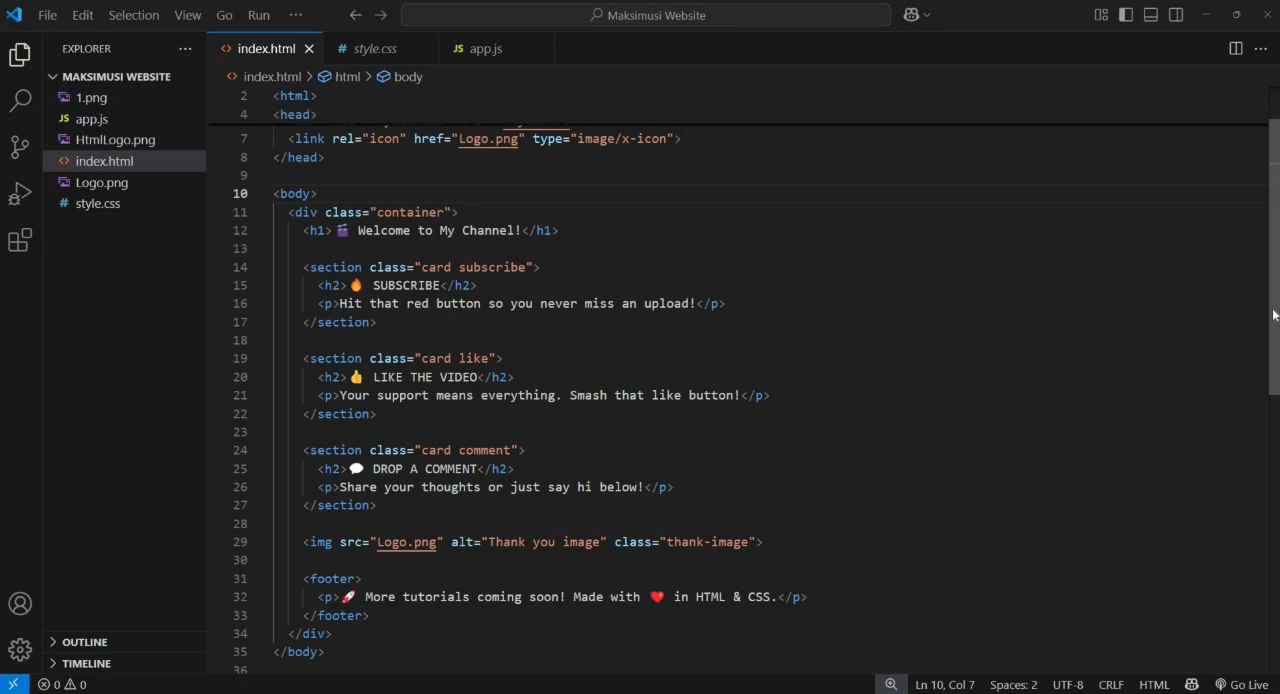 File Edit Selection View Go Run ··· Maksimusi Website
EXPLORER ···
MAKSIMUSI WEBSITE
1.png
JS app.js
HtmlLogo.png
<> index.html
Logo.png
# style.css
OUTLINE
TIMELINE
<> index.html # style.css JS app.js
<> index.html > html > body
2 <html>
4 <head>
7 <link rel="icon" href="Logo.png" type="image/x-icon">
8 </head>
9
10 <body>
11 <div class="container">
12 <h1>🎬 Welcome to My Channel!</h1>
13
14 <section class="card subscribe">
15 <h2>🔥 SUBSCRIBE</h2>
16 <p>Hit that red button so you never miss an upload!</p>
17 </section>
18
19 <section class="card like">
20 <h2>👍 LIKE THE VIDEO</h2>
21 <p>Your support means everything. Smash that like button!</p>
22 </section>
23
24 <section class="card comment">
25 <h2>💬 DROP A COMMENT</h2>
26 <p>Share your thoughts or just say hi below!</p>
27 </section>
28
29 <img src="Logo.png" alt="Thank you image" class="thank-image">
30
31 <footer>
32 <p>🚀 More tutorials coming soon! Made with ❤️ in HTML & CSS.</p>
33 </footer>
34 </div>
35 </body>
36
0 0 Ln 10, Col 7 Spaces: 2 UTF-8 CRLF HTML Go Live